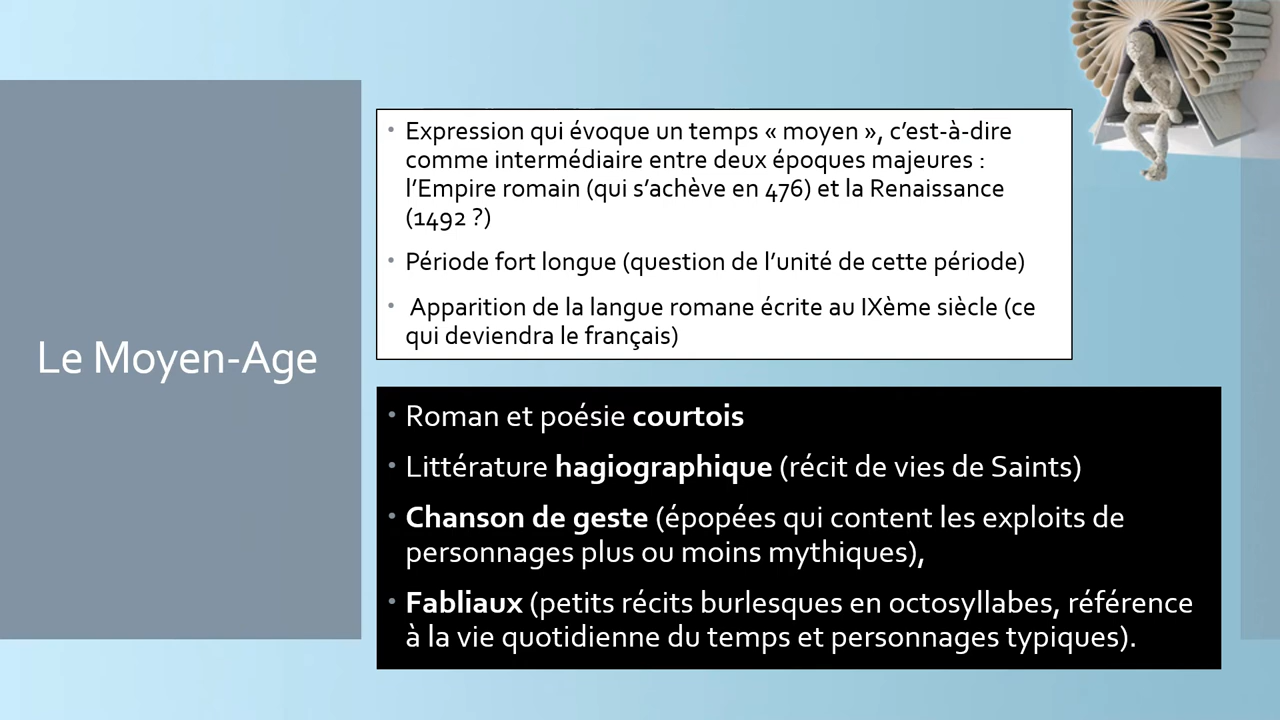 Le Moyen-Age
• Expression qui évoque un temps « moyen », c’est-à-dire
comme intermédiaire entre deux époques majeures :
l’Empire romain (qui s’achève en 476) et la Renaissance
(1492 ?)
• Période fort longue (question de l’unité de cette période)
• Apparition de la langue romane écrite au IXème siècle (ce
qui deviendra le français)
• Roman et poésie courtois
• Littérature hagiographique (récit de vies de Saints)
• Chanson de geste (épopées qui content les exploits de
personnages plus ou moins mythiques),
• Fabliaux (petits récits burlesques en octosyllabes, référence
à la vie quotidienne du temps et personnages typiques).